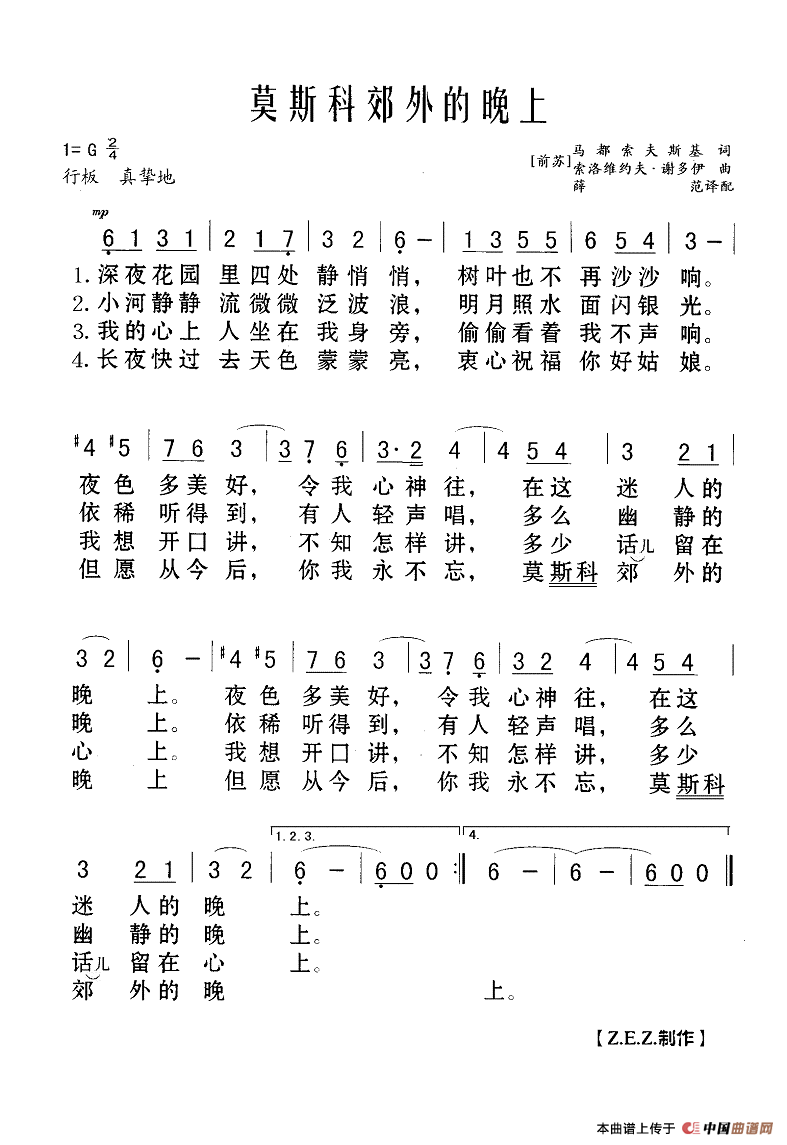 莫斯科郊外的晚上
1= G 2/4
行板 真挚地
[前苏]
马都索夫斯基 词
索洛维约夫·谢多伊 曲
薛范译配
mp
6 1 3 1 | 2 1 7 | 3 2 | 6 – | 1 3 5 5 | 6 5 4 | 3 – |
1.深夜花园 里四处 静悄悄, 树叶也不 再沙沙 响。
2.小河静静 流微微 泛波浪, 明月照水 面闪银 光。
3.我的心上 人坐在 我身旁, 偷偷看着 我不声 响。
4.长夜快过 去天色 蒙蒙亮, 衷心祝福 你好姑 娘。
#4 #5 | 7 6 3 | 3 7 6 | 3· 2 4 | 4 5 4 | 3 2 1 |
夜色 多美好, 令我 心神往, 在这 迷人的
依稀 听得到, 有人 轻声唱, 多么 幽静的
我想 开口讲, 不知 怎样讲, 多少 话儿留在
但愿 从今后, 你我 永不忘, 莫斯科 郊外的
3 2 | 6 – | #4 #5 | 7 6 3 | 3 7 6 | 3 2 4 | 4 5 4 |
晚上。 夜色 多美好, 令我 心神往, 在这
晚上。 依稀 听得到, 有人 轻声唱, 多么
心上。 我想 开口讲, 不知 怎样讲, 多少
晚上 但愿 从今后, 你我 永不忘, 莫斯科
1. 2. 3. 4.
3 2 1 | 3 2 | 6 – | 6 0 0 :‖ 6 – | 6 – | 6 0 0 ‖
迷人的晚 上。
幽静的晚 上。
话儿留在心 上。
郊外的晚 上。
【Z.E.Z.制作】
本曲谱上传于 中国曲谱网